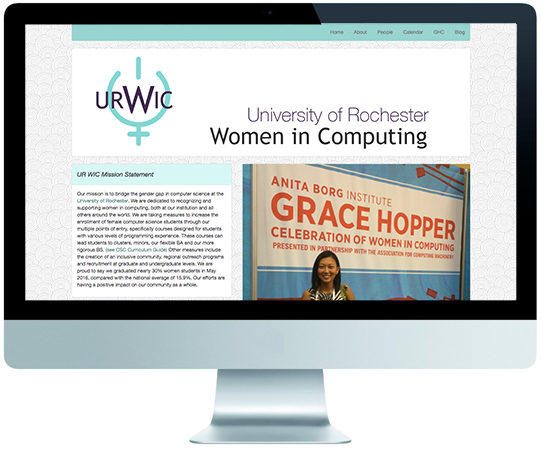 Home About People Calendar GHC Blog
URWIC
University of Rochester
Women in Computing
UR WIC Mission Statement
Our mission is to bridge the gender gap in computer science at the
University of Rochester. We are dedicated to recognizing and
supporting women in computing, both at our institution and all
others around the world. We are taking measures to increase the
enrollment of female computer science students through our
multiple points of entry, specifically courses designed for students
with various levels of programming experience. These courses can
lead students to clusters, minors, our flexible BA and our more
rigorous BS. (see CSC Curriculum Guide) Other measures include
the creation of an inclusive community, regional outreach programs
and recruitment at graduate and undergraduate levels. We are
proud to say we graduated nearly 30% women students in May
2016, compared with the national average of 15.9%. Our efforts are
having a positive impact on our community as a whole.
ANITA BORG INSTITUTE
GRACE HOPPER
CELEBRATION OF WOMEN IN COMPUTING
PRESENTED IN PARTNERSHIP WITH THE ASSOCIATION FOR COMPUTING MACHINERY